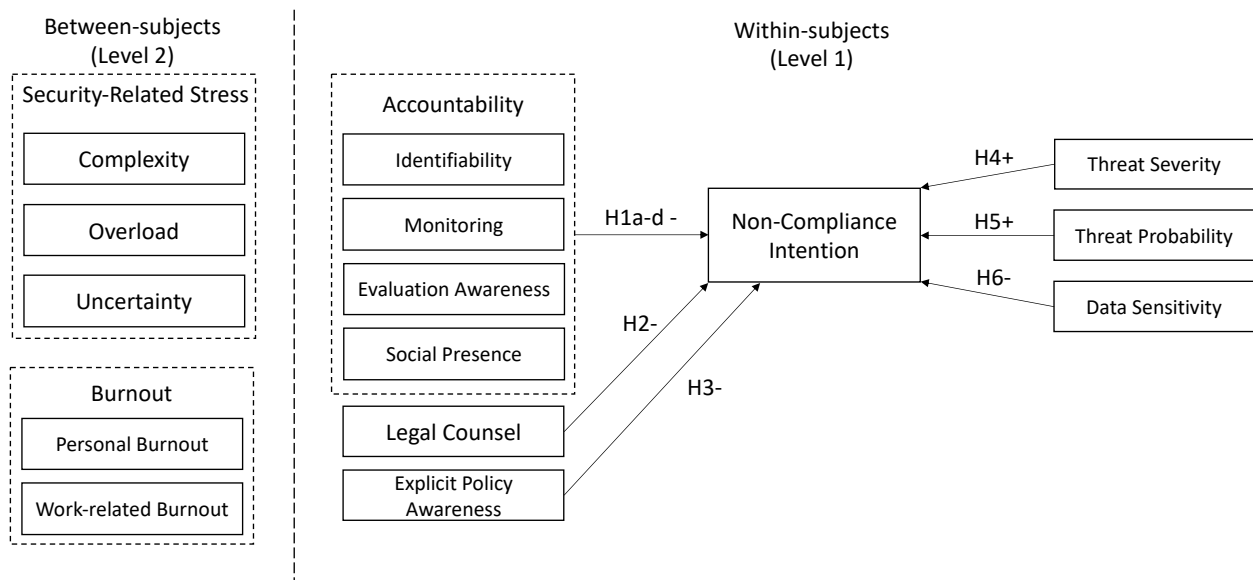 Between-subjects
(Level 2)
Security-Related Stress
Complexity
Overload
Uncertainty
Burnout
Personal Burnout
Work-related Burnout
Within-subjects
(Level 1)
Accountability
Identifiability
Monitoring
Evaluation Awareness
Social Presence
Legal Counsel
Explicit Policy
Awareness
H1a-d -
H2-
H3-
Non-Compliance
Intention
H4+
H5+
H6-
Threat Severity
Threat Probability
Data Sensitivity